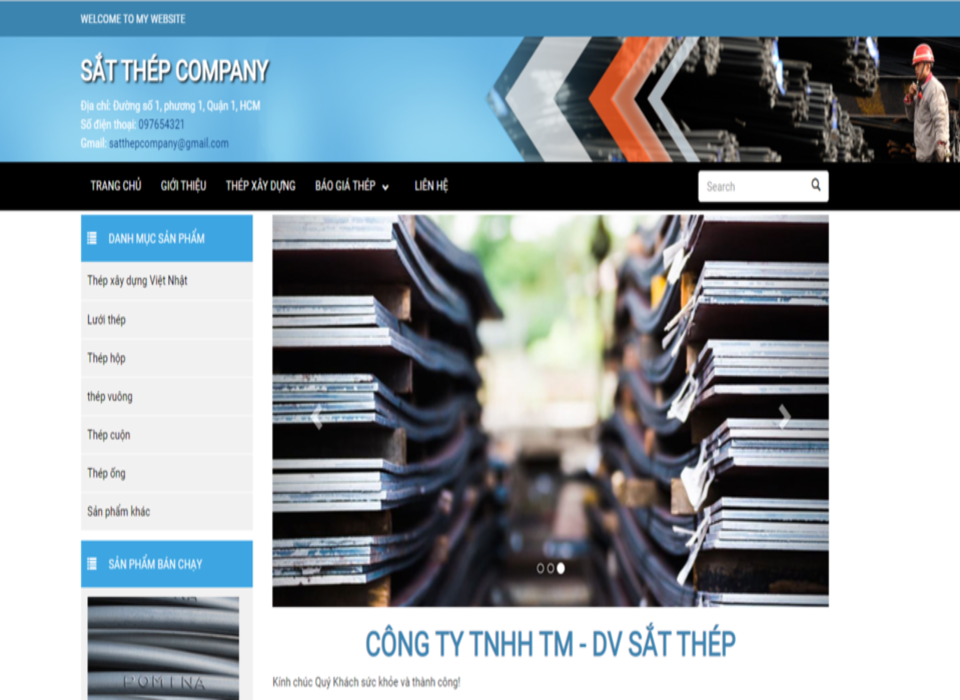 WELCOME TO MY WEBSITE
SẮT THÉP COMPANY
Địa chỉ: Đường số 1, phương 1, Quận 1, HCM
Số điện thoại: 097654321
Gmail: satthepcompany@gmail.com
TRANG CHỦ GIỚI THIỆU THÉP XÂY DỰNG BÁO GIÁ THÉP LIÊN HỆ Search
DANH MỤC SẢN PHẨM
Thép xây dựng Việt Nhật
Lưới thép
Thép hộp
thép vuông
Thép cuộn
Thép ống
Sản phẩm khác
SẢN PHẨM BÁN CHẠY
POMINA
CÔNG TY TNHH TM - DV SẮT THÉP
Kính chúc Quý Khách sức khỏe và thành công!